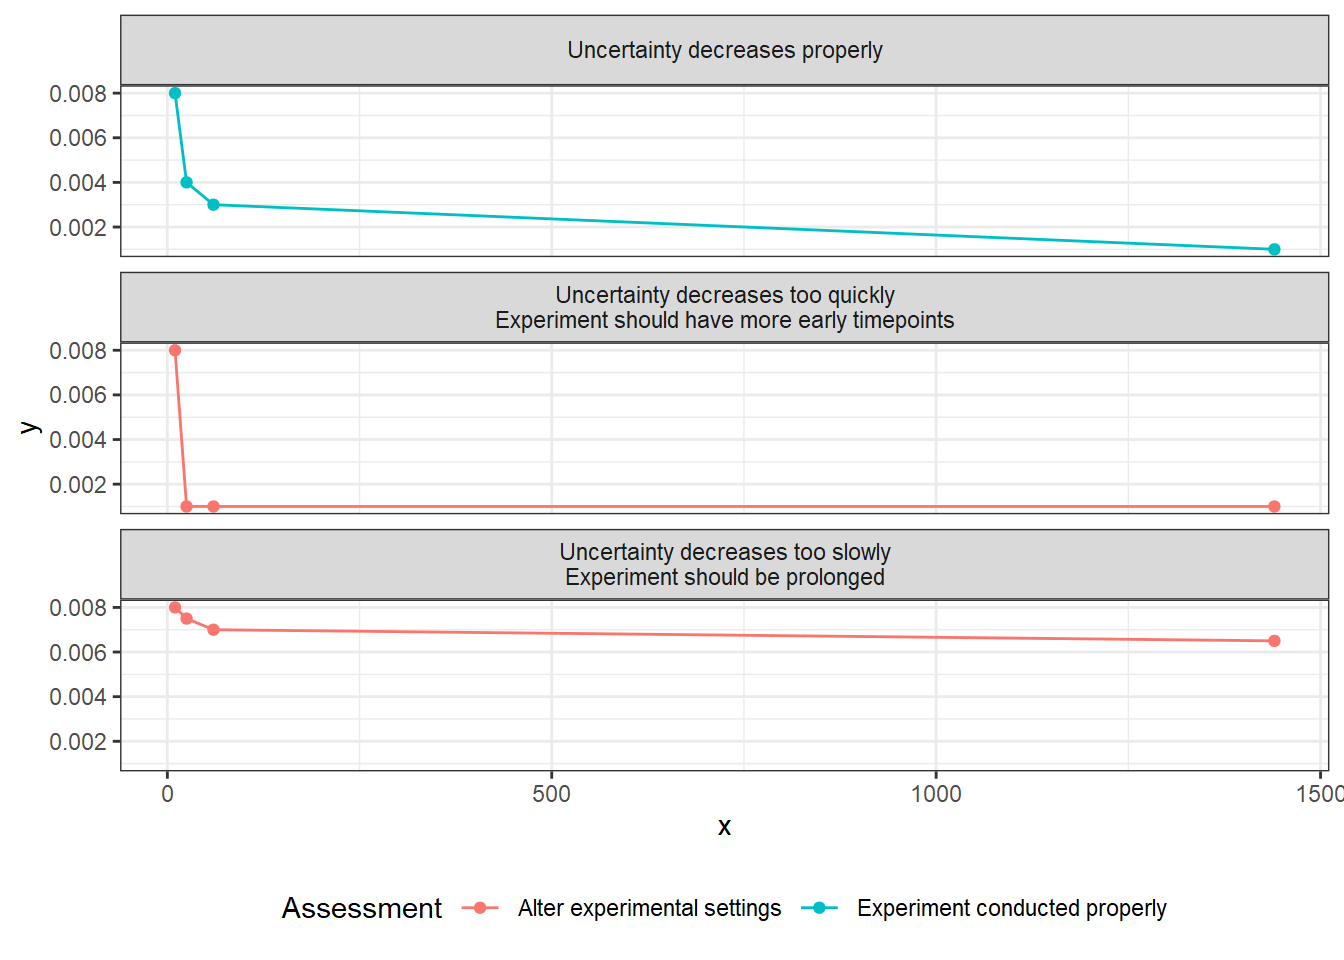 Uncertainty decreases properly
0.008
0.006
0.004
0.002
Uncertainty decreases too quickly
Experiment should have more early timepoints
0.008
0.006
0.004
0.002
y
Uncertainty decreases too slowly
Experiment should be prolonged
0.008
0.006
0.004
0.002
0 500 1000 1500
x
Assessment Alter experimental settings Experiment conducted properly